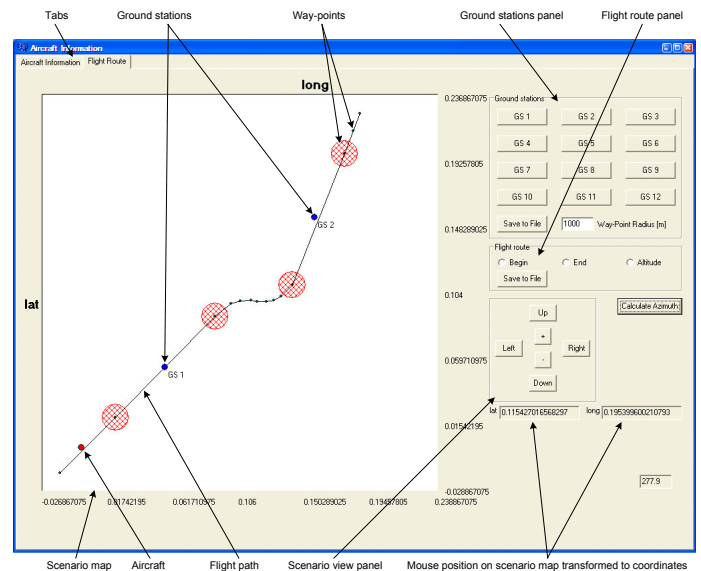 Tabs Ground stations Way-points Ground stations panel Flight route panel
Aircraft Information
Aircraft Information Flight Route
long
0.236867075
Ground stations
GS 1 GS 2 GS 3
GS 4 GS 5 GS 6
0.19257805
GS 7 GS 8 GS 9
GS 10 GS 11 GS 12
GS 2
0.148289025
Save to File 1000 Way-Point Radius [m]
Flight route
Begin End Altitude
Save to File
lat
0.104
Calculate Azimuth
Up
+
Left Right
-
Down
0.059710975
GS 1
lat 0.115427016568297 long 0.195399600210793
0.01542195
277.9
-0.028867075
-0.026867075 0.01742195 0.061710975 0.106 0.150289025 0.19457805 0.238867075
Scenario map Aircraft Flight path Scenario view panel Mouse position on scenario map transformed to coordinates